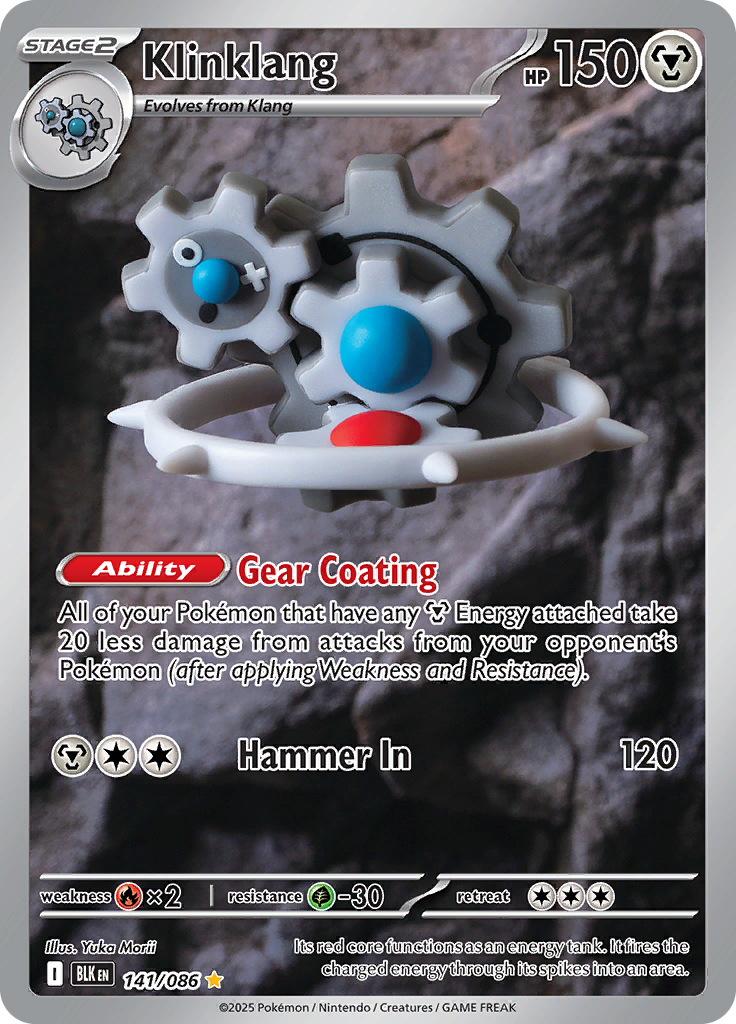 STAGE2
Klinklang
HP 150
Evolves from Klang
Ability Gear Coating
All of your Pokémon that have any Energy attached take
20 less damage from attacks from your opponent's
Pokémon (after applying Weakness and Resistance).
Hammer In 120
weakness ×2 resistance -30 retreat
Illus. Yuka Morii
Its red core functions as an energy tank. It fires the
charged energy through its spikes into an area.
I BLK EN 141/086
©2025 Pokémon / Nintendo / Creatures / GAME FREAK